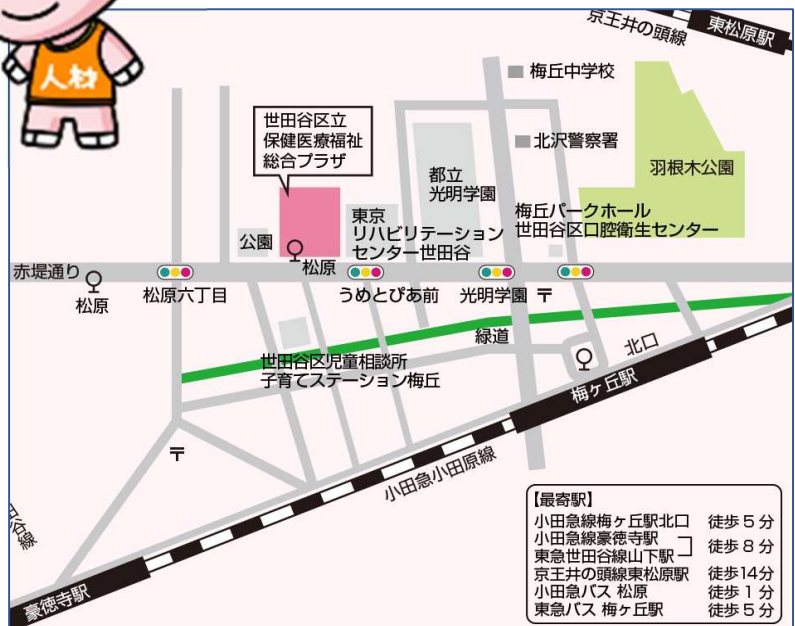 人材
京王井の頭線
東松原駅
梅丘中学校
世田谷区立
保健医療福祉
総合プラザ
北沢警察署
都立
光明学園
羽根木公園
東京
リハビリテーション
センター世田谷
梅丘パークホール
世田谷区口腔衛生センター
公園
松原
赤堤通り
松原
松原六丁目
うめとぴあ前
光明学園
〒
緑道
北口
世田谷区児童相談所
子育てステーション梅丘
梅ヶ丘駅
〒
小田急小田原線
田谷線
豪徳寺駅
【最寄駅】
小田急線梅ヶ丘駅北口 徒歩5分
小田急線豪徳寺駅
東急世田谷線山下駅 徒歩8分
京王井の頭線東松原駅 徒歩14分
小田急バス 松原 徒歩1分
東急バス 梅ヶ丘駅 徒歩5分